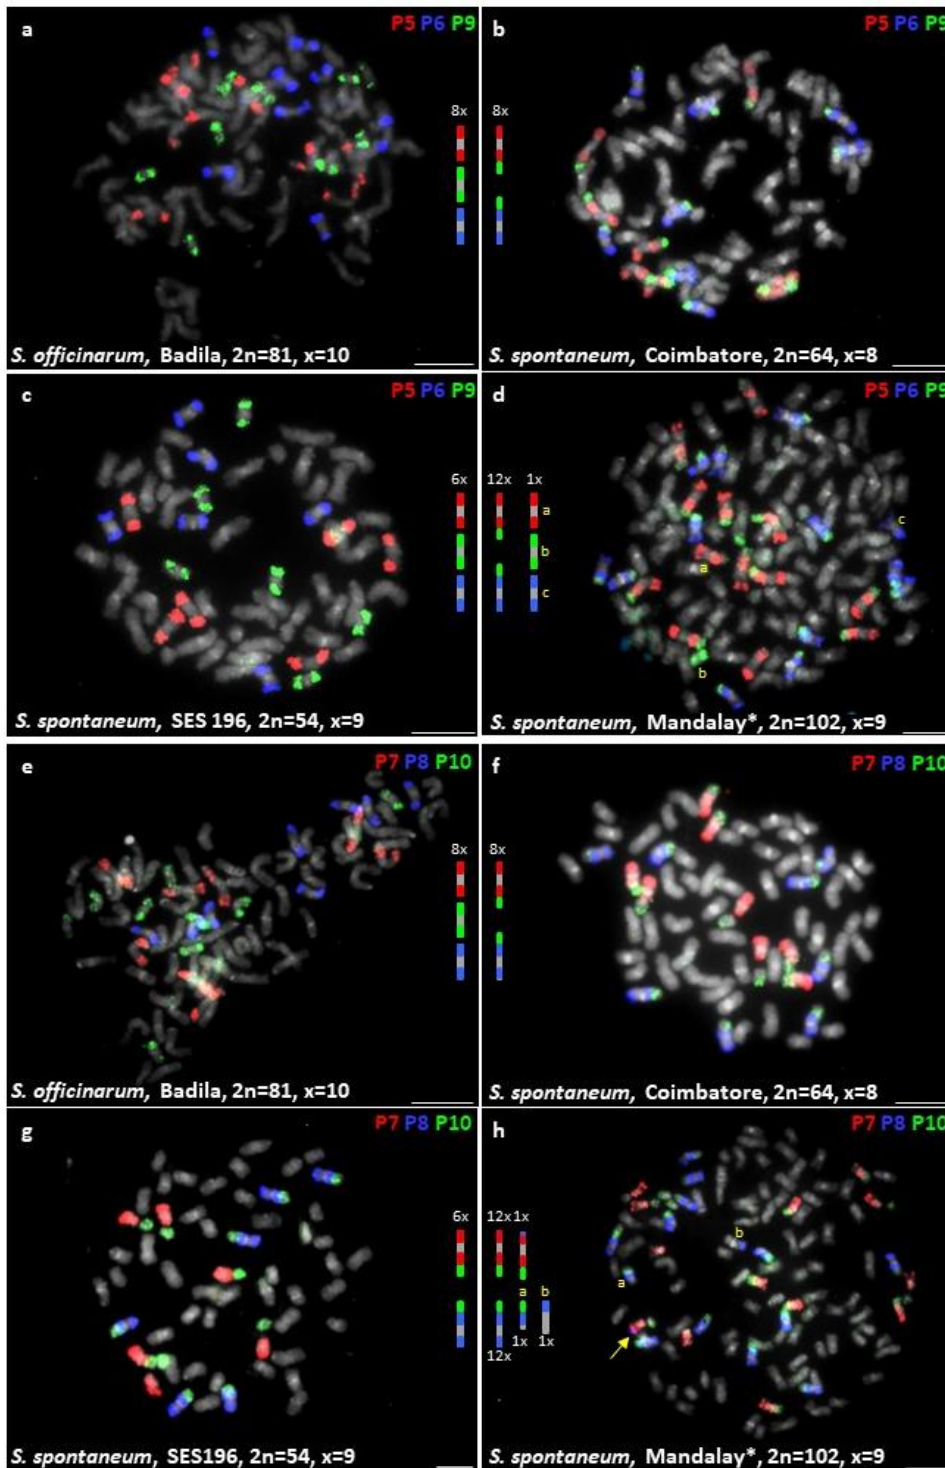 a P5 P6 P9
8x
S. officinarum, Badila, 2n=81, x=10
b P5 P6 P9
8x
S. spontaneum, Coimbatore, 2n=64, x=8
c P5 P6 P9
6x
S. spontaneum, SES 196, 2n=54, x=9
d P5 P6 P9
12x 1x
a
b
c
c
a
b
S. spontaneum, Mandalay*, 2n=102, x=9
e P7 P8 P10
8x
S. officinarum, Badila, 2n=81, x=10
f P7 P8 P10
8x
S. spontaneum, Coimbatore, 2n=64, x=8
g P7 P8 P10
6x
S. spontaneum, SES196, 2n=54, x=9
h P7 P8 P10
12x 1x
a b
1x 1x
12x
b
a
S. spontaneum, Mandalay*, 2n=102, x=9